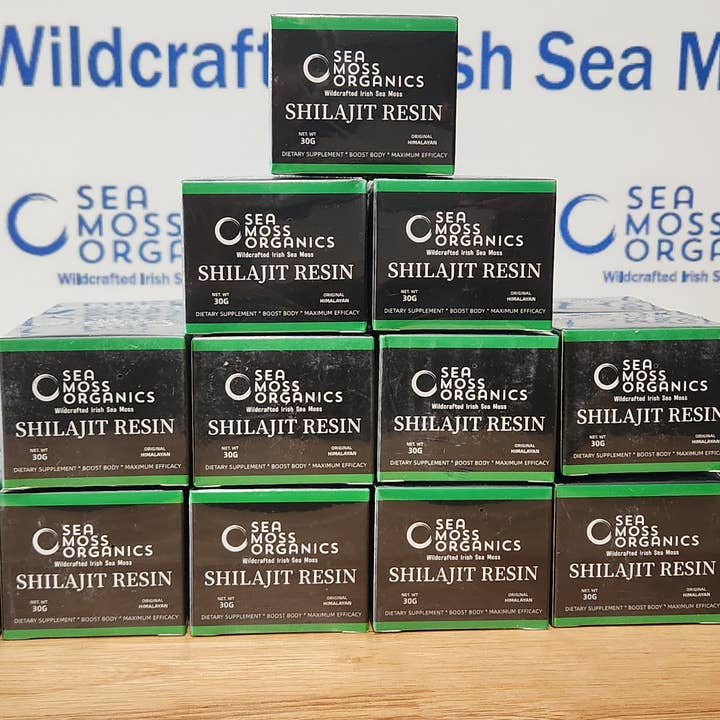 Wildcraft sh Sea M
SEA
MOSS
ORGANICS
Wildcrafted Irish Sea Moss
SHILAJIT RESIN
NET. WT
30G
ORIGINAL
HIMALAYAN
DIETARY SUPPLEMENT * BOOST BODY * MAXIMUM EFFICACY
SEA
MOSS
ORGA
Wildcrafted Irish Sea
SEA
MOSS
ORGANICS
Wildcrafted Irish Sea Moss
SHILAJIT RESIN
NET. WT
30G
ORIGINAL
HIMALAYAN
DIETARY SUPPLEMENT * BOOST BODY * MAXIMUM EFFICACY
SEA
MOSS
ORGANICS
Wildcrafted Irish Sea Moss
SHILAJIT RESIN
NET. WT
30G
ORIGINAL
HIMALAYAN
DIETARY SUPPLEMENT * BOOST BODY * MAXIMUM EFFICACY
SEA
MOSS
ORGANI
Wildcrafted Irish Se
SEA
MOSS
ORGANICS
Wildcrafted Irish Sea Moss
SHILAJIT RESIN
NET. WT
30G
ORIGINAL
HIMALAYAN
DIETARY SUPPLEMENT * BOOST BODY * MAXIMUM EFFICACY
SEA
MOSS
ORGANICS
Wildcrafted Irish Sea Moss
SHILAJIT RESIN
NET. WT
30G
ORIGINAL
HIMALAYAN
DIETARY SUPPLEMENT * BOOST BODY * MAXIMUM EFFICACY
SEA
MOSS
ORGANICS
Wildcrafted Irish Sea Moss
SHILAJIT RESIN
NET. WT
30G
ORIGINAL
HIMALAYAN
DIETARY SUPPLEMENT * BOOST BODY * MAXIMUM EFFICACY
SEA
MOSS
ORGANICS
Wildcrafted Irish Sea Moss
SHILAJIT RESIN
NET. WT
30G
ORIGINAL
HIMALAYAN
DIETARY SUPPLEMENT * BOOST BODY * MAXIMUM EFFICACY
SEA
MOSS
ORGANICS
Wildcrafted Irish Sea Moss
SHILAJIT RESIN
NET. WT
30G
ORIGINAL
HIMALAYAN
DIETARY SUPPLEMENT * BOOST BODY * MAXIMUM EFFICACY
SEA
MOSS
ORGANICS
Wildcrafted Irish Sea Moss
SHILAJIT RESIN
NET. WT
30G
ORIGINAL
HIMALAYAN
DIETARY SUPPLEMENT * BOOST BODY * MAXIMUM EFFICACY
SEA
MOSS
ORGANICS
Wildcrafted Irish Sea Moss
SHILAJIT RESIN
NET. WT
30G
ORIGINAL
HIMALAYAN
DIETARY SUPPLEMENT * BOOST BODY * MAXIMUM EFFICACY
SEA
MOSS
ORGANICS
Wildcrafted Irish Sea Moss
SHILAJIT RESIN
NET. WT
30G
ORIGINAL
HIMALAYAN
DIETARY SUPPLEMENT * BOOST BODY * MAXIMUM EFFICACY